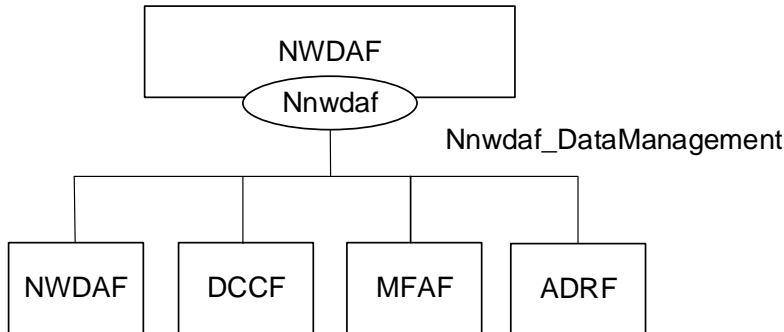 NWDAF
Nnwdaf
Nnwdaf_DataManagement
NWDAF
DCCF
MFAF
ADRF